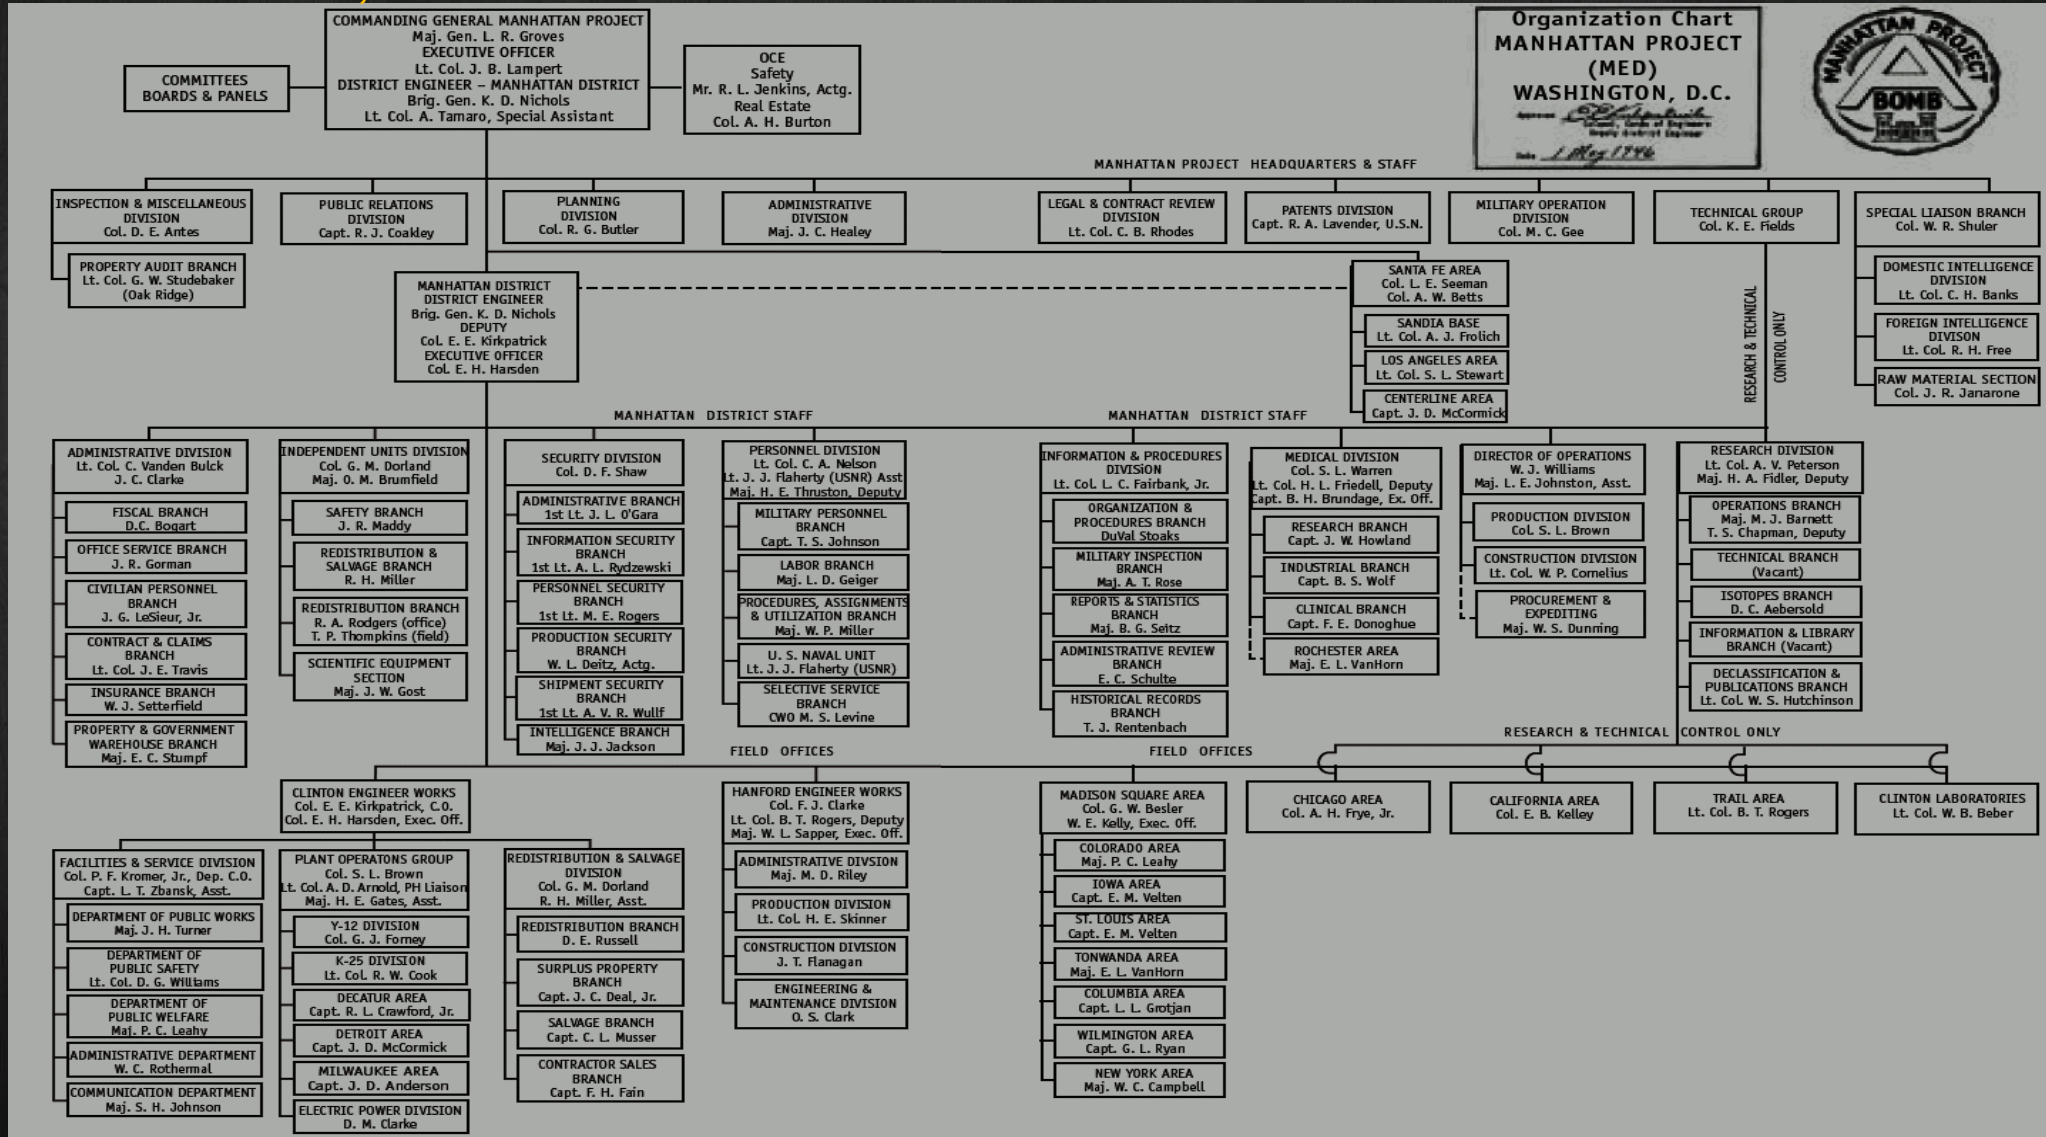 COMMANDING GENERAL MANHATTAN PROJECT
Maj. Gen. L. R. Groves
EXECUTIVE OFFICER
Lt. Col. J. B. Lampert
DISTRICT ENGINEER – MANHATTAN DISTRICT
Brig. Gen. K. D. Nichols
Lt. Col. A. Tamaro, Special Assistant
COMMITTEES
BOARDS & PANELS
OCE
Safety
Mr. R. L. Jenkins, Actg.
Real Estate
Col. A. H. Burton
Organization Chart
MANHATTAN PROJECT
(MED)
WASHINGTON, D.C.
1 May 1946
MANHATTAN PROJECT
BOMB
MANHATTAN PROJECT HEADQUARTERS & STAFF
INSPECTION & MISCELLANEOUS
DIVISION
Col. D. E. Antes
PROPERTY AUDIT BRANCH
Lt. Col. G. W. Studebaker
(Oak Ridge)
PUBLIC RELATIONS
DIVISION
Capt. R. J. Coakley
PLANNING
DIVISION
Col. R. G. Butler
ADMINISTRATIVE
DIVISION
Maj. J. C. Healey
LEGAL & CONTRACT REVIEW
DIVISION
Lt. Col. C. B. Rhodes
PATENTS DIVISION
Capt. R. A. Lavender, U.S.N.
MILITARY OPERATION
DIVISION
Col. M. C. Gee
TECHNICAL GROUP
Col. K. E. Fields
SPECIAL LIAISON BRANCH
Col. W. R. Shuler
DOMESTIC INTELLIGENCE
DIVISION
Lt. Col. C. H. Banks
FOREIGN INTELLIGENCE
DIVISON
Lt. Col. R. H. Free
RAW MATERIAL SECTION
Col. J. R. Janarone
MANHATTAN DISTRICT
DISTRICT ENGINEER
Brig. Gen. K. D. Nichols
DEPUTY
Col. E. E. Kirkpatrick
EXECUTIVE OFFICER
Col. E. H. Harsden
SANTA FE AREA
Col. L. E. Seeman
Col. A. W. Betts
SANDIA BASE
Lt. Col. A. J. Frolich
LOS ANGELES AREA
Lt. Col. S. L. Stewart
CENTERLINE AREA
Capt. J. D. McCormick
RESEARCH & TECHNICAL
CONTROL ONLY
MANHATTAN DISTRICT STAFF
MANHATTAN DISTRICT STAFF
ADMINISTRATIVE DIVISION
Lt. Col. C. Vanden Bulck
J. C. Clarke
FISCAL BRANCH
D.C. Bogart
OFFICE SERVICE BRANCH
J. R. Gorman
CIVILIAN PERSONNEL
BRANCH
J. G. LeSieur, Jr.
CONTRACT & CLAIMS
BRANCH
Lt. Col. J. E. Travis
INSURANCE BRANCH
W. J. Setterfield
PROPERTY & GOVERNMENT
WAREHOUSE BRANCH
Maj. E. C. Stumpf
INDEPENDENT UNITS DIVISION
Col. G. M. Dorland
Maj. O. M. Brumfield
SAFETY BRANCH
J. R. Maddy
REDISTRIBUTION &
SALVAGE BRANCH
R. H. Miller
REDISTRIBUTION BRANCH
R. A. Rodgers (office)
T. P. Thompkins (field)
SCIENTIFIC EQUIPMENT
SECTION
Maj. J. W. Gost
SECURITY DIVISION
Col. D. F. Shaw
ADMINISTRATIVE BRANCH
1st Lt. J. L. O'Gara
INFORMATION SECURITY
BRANCH
1st Lt. A. L. Rydzewski
PERSONNEL SECURITY
BRANCH
1st Lt. M. E. Rogers
PRODUCTION SECURITY
BRANCH
W. L. Deitz, Actg.
SHIPMENT SECURITY
BRANCH
1st Lt. A. V. R. Wullf
INTELLIGENCE BRANCH
Maj. J. J. Jackson
PERSONNEL DIVISION
Lt. Col. C. A. Nelson
Lt. J. J. Flaherty (USNR) Asst
Maj. H. E. Thruston, Deputy
MILITARY PERSONNEL
BRANCH
Capt. T. S. Johnson
LABOR BRANCH
Maj. L. D. Geiger
PROCEDURES, ASSIGNMENTS
& UTILIZATION BRANCH
Maj. W. P. Miller
U. S. NAVAL UNIT
Lt. J. J. Flaherty (USNR)
SELECTIVE SERVICE
BRANCH
CWO M. S. Levine
INFORMATION & PROCEDURES
DIVISiON
Lt. Col. L. C. Fairbank, Jr.
ORGANIZATION &
PROCEDURES BRANCH
DuVal Stoaks
MILITARY INSPECTION
BRANCH
Maj. A. T. Rose
REPORTS & STATISTICS
BRANCH
Maj. B. G. Seitz
ADMINISTRATIVE REVIEW
BRANCH
E. C. Schulte
HISTORICAL RECORDS
BRANCH
T. J. Rentenbach
MEDICAL DIVISION
Col. S. L. Warren
Lt. Col. H. L. Friedell, Deputy
Capt. B. H. Brundage, Ex. Off.
RESEARCH BRANCH
Capt. J. W. Howland
INDUSTRIAL BRANCH
Capt. B. S. Wolf
CLINICAL BRANCH
Capt. F. E. Donoghue
ROCHESTER AREA
Maj. E. L. VanHorn
DIRECTOR OF OPERATIONS
W. J. Williams
Maj. L. E. Johnston, Asst.
PRODUCTION DIVISION
Col. S. L. Brown
CONSTRUCTION DIVISION
Lt. Col. W. P. Cornelius
PROCUREMENT &
EXPEDITING
Maj. W. S. Dunning
RESEARCH DIVISION
Lt. Col. A. V. Peterson
Maj. H. A. Fidler, Deputy
OPERATIONS BRANCH
Maj. M. J. Barnett
T. S. Chapman, Deputy
TECHNICAL BRANCH
(Vacant)
ISOTOPES BRANCH
D. C. Aebersold
INFORMATION & LIBRARY
BRANCH (Vacant)
DECLASSIFICATION &
PUBLICATIONS BRANCH
Lt. Col. W. S. Hutchinson
RESEARCH & TECHNICAL CONTROL ONLY
FIELD OFFICES
FIELD OFFICES
CLINTON ENGINEER WORKS
Col. E. E. Kirkpatrick, C.O.
Col. E. H. Harsden, Exec. Off.
FACILITIES & SERVICE DIVISION
Col. P. F. Kromer, Jr., Dep. C.O.
Capt. L. T. Zbansk, Asst.
DEPARTMENT OF PUBLIC WORKS
Maj. J. H. Turner
DEPARTMENT OF
PUBLIC SAFETY
Lt. Col. D. G. Williams
DEPARTMENT OF
PUBLIC WELFARE
Maj. P. C. Leahy
ADMINISTRATIVE DEPARTMENT
W. C. Rothermal
COMMUNICATION DEPARTMENT
Maj. S. H. Johnson
PLANT OPERATONS GROUP
Col. S. L. Brown
Lt. Col. A. D. Arnold, PH Liaison
Maj. H. E. Gates, Asst.
Y-12 DIVISION
Col. G. J. Forney
K-25 DIVISION
Lt. Col. R. W. Cook
DECATUR AREA
Capt. R. L. Crawford, Jr.
DETROIT AREA
Capt. J. D. McCormick
MILWAUKEE AREA
Capt. J. D. Anderson
ELECTRIC POWER DIVISION
D. M. Clarke
REDISTRIBUTION & SALVAGE
DIVISION
Col. G. M. Dorland
R. H. Miller, Asst.
REDISTRIBUTION BRANCH
D. E. Russell
SURPLUS PROPERTY
BRANCH
Capt. J. C. Deal, Jr.
SALVAGE BRANCH
Capt. C. L. Musser
CONTRACTOR SALES
BRANCH
Capt. F. H. Fain
HANFORD ENGINEER WORKS
Col. F. J. Clarke
Lt. Col. B. T. Rogers, Deputy
Maj. W. L. Sapper, Exec. Off.
ADMINISTRATIVE DIVSION
Maj. M. D. Riley
PRODUCTION DIVISION
Lt. Col. H. E. Skinner
CONSTRUCTION DIVISION
J. T. Flanagan
ENGINEERING &
MAINTENANCE DIVISION
O. S. Clark
MADISON SQUARE AREA
Col. G. W. Besler
W. E. Kelly, Exec. Off.
COLORADO AREA
Maj. P. C. Leahy
IOWA AREA
Capt. E. M. Velten
ST. LOUIS AREA
Capt. E. M. Velten
TONWANDA AREA
Maj. E. L. VanHorn
COLUMBIA AREA
Capt. L. L. Grotjan
WILMINGTON AREA
Capt. G. L. Ryan
NEW YORK AREA
Maj. W. C. Campbell
CHICAGO AREA
Col. A. H. Frye, Jr.
CALIFORNIA AREA
Col. E. B. Kelley
TRAIL AREA
Lt. Col. B. T. Rogers
CLINTON LABORATORIES
Lt. Col. W. B. Beber